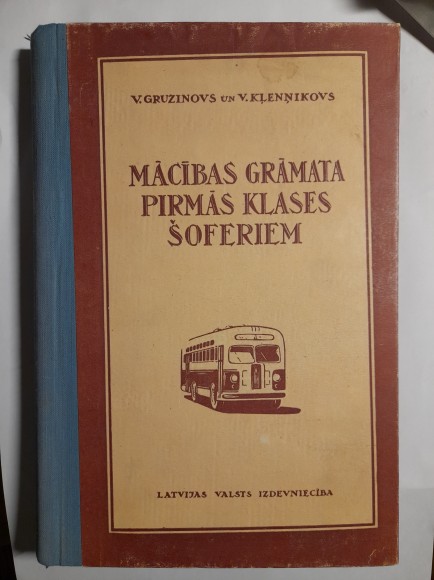 V. GRUZINOVS UN V. KĻENŅIKOVS
MĀCĪBAS GRĀMATA
PIRMĀS KLASES
ŠOFERIEM
LATVIJAS VALSTS IZDEVNIECĪBA